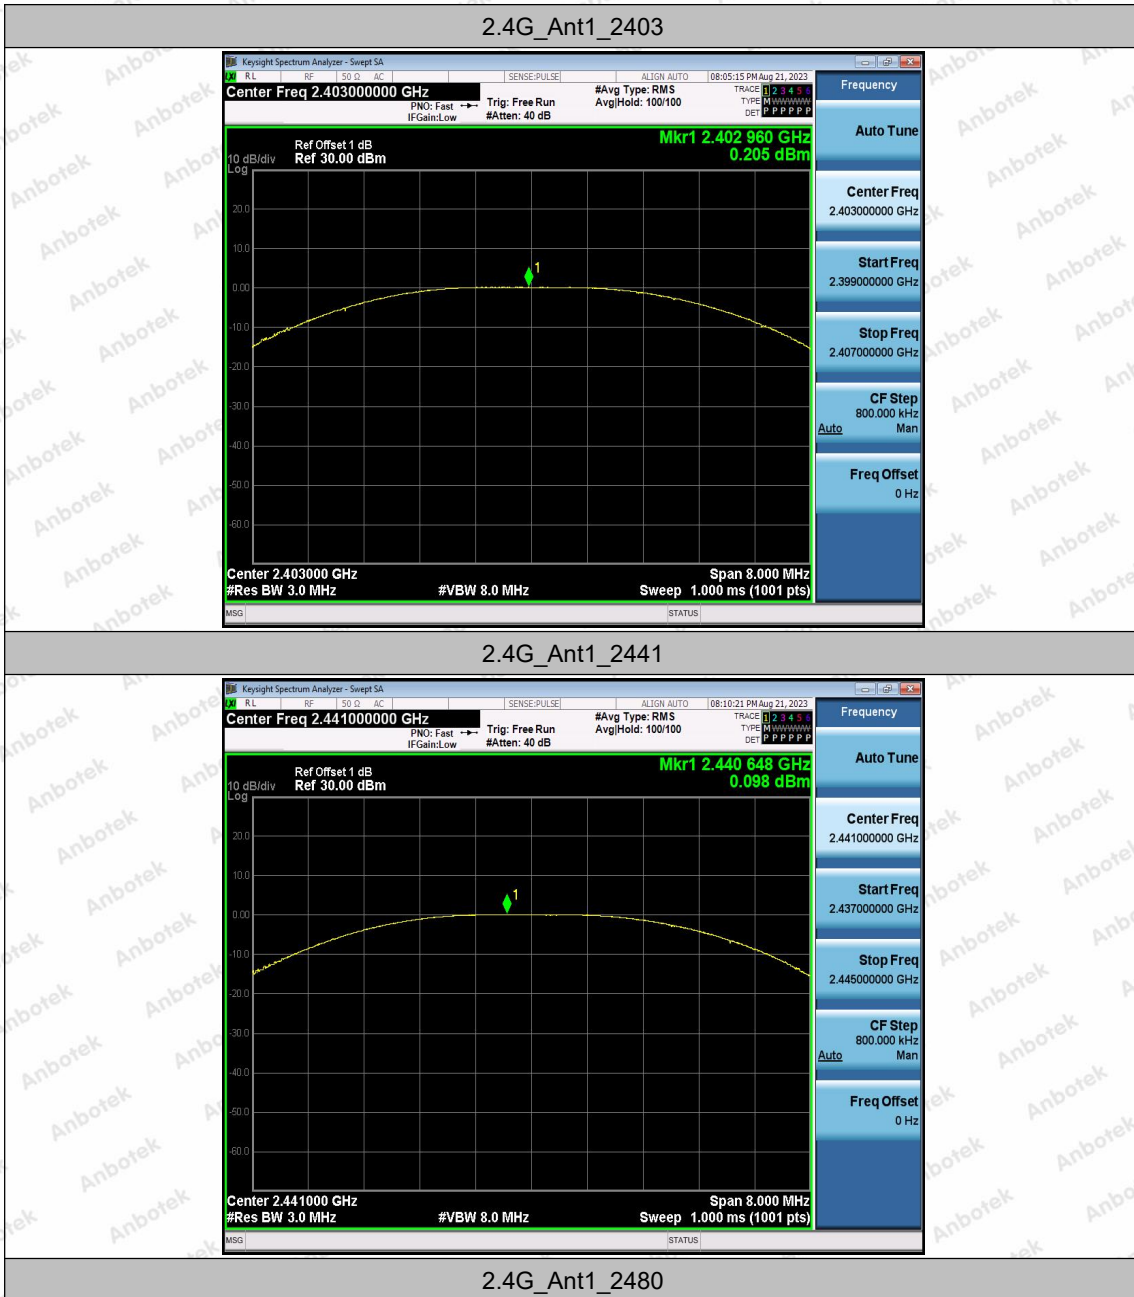 2.4G_Ant1_2403
Keysight Spectrum Analyzer - Swept SA
LXI RL RF 50 Ω AC SENSE:PULSE ALIGN AUTO 08:05:15 PM Aug 21, 2023
Center Freq 2.403000000 GHz
PNO: Fast
IFGain:Low
Trig: Free Run
#Atten: 40 dB
#Avg Type: RMS
Avg|Hold: 100/100
TRACE 1 2 3 4 5 6
TYPE M WWWWW
DET P P P P P P
Ref Offset 1 dB
Ref 30.00 dBm
10 dB/div
Log
Mkr1 2.402 960 GHz
0.205 dBm
20.0
10.0
0.00
-10.0
-20.0
-30.0
-40.0
-50.0
-60.0
1
Center 2.403000 GHz
Span 8.000 MHz
#Res BW 3.0 MHz
#VBW 8.0 MHz
Sweep 1.000 ms (1001 pts)
MSG
STATUS
Frequency
Auto Tune
Center Freq
2.403000000 GHz
Start Freq
2.399000000 GHz
Stop Freq
2.407000000 GHz
CF Step
800.000 kHz
Auto Man
Freq Offset
0 Hz
2.4G_Ant1_2441
Keysight Spectrum Analyzer - Swept SA
LXI RL RF 50 Ω AC SENSE:PULSE ALIGN AUTO 08:10:21 PM Aug 21, 2023
Center Freq 2.441000000 GHz
PNO: Fast
IFGain:Low
Trig: Free Run
#Atten: 40 dB
#Avg Type: RMS
Avg|Hold: 100/100
TRACE 1 2 3 4 5 6
TYPE M WWWWW
DET P P P P P P
Ref Offset 1 dB
Ref 30.00 dBm
10 dB/div
Log
Mkr1 2.440 648 GHz
0.098 dBm
20.0
10.0
0.00
-10.0
-20.0
-30.0
-40.0
-50.0
-60.0
1
Center 2.441000 GHz
Span 8.000 MHz
#Res BW 3.0 MHz
#VBW 8.0 MHz
Sweep 1.000 ms (1001 pts)
MSG
STATUS
Frequency
Auto Tune
Center Freq
2.441000000 GHz
Start Freq
2.437000000 GHz
Stop Freq
2.445000000 GHz
CF Step
800.000 kHz
Auto Man
Freq Offset
0 Hz
2.4G_Ant1_2480
Anbotek